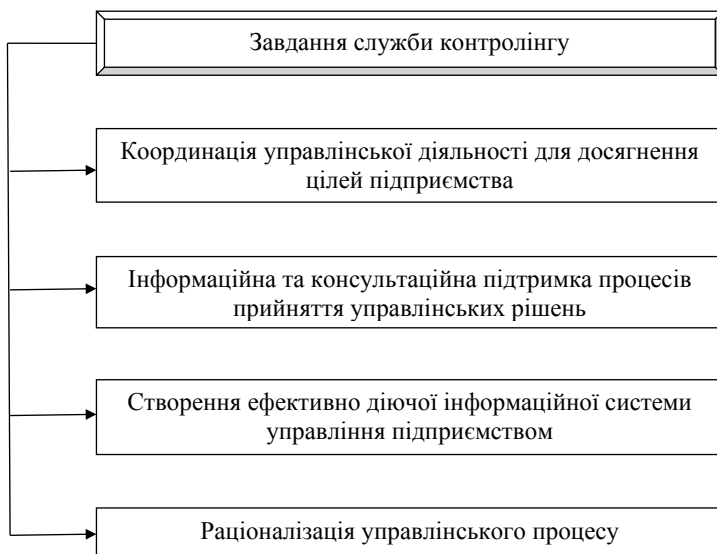 Завдання служби контролінгу
Координація управлінської діяльності для досягнення
цілей підприємства
Інформаційна та консультаційна підтримка процесів
прийняття управлінських рішень
Створення ефективно діючої інформаційної системи
управління підприємством
Раціоналізація управлінського процесу